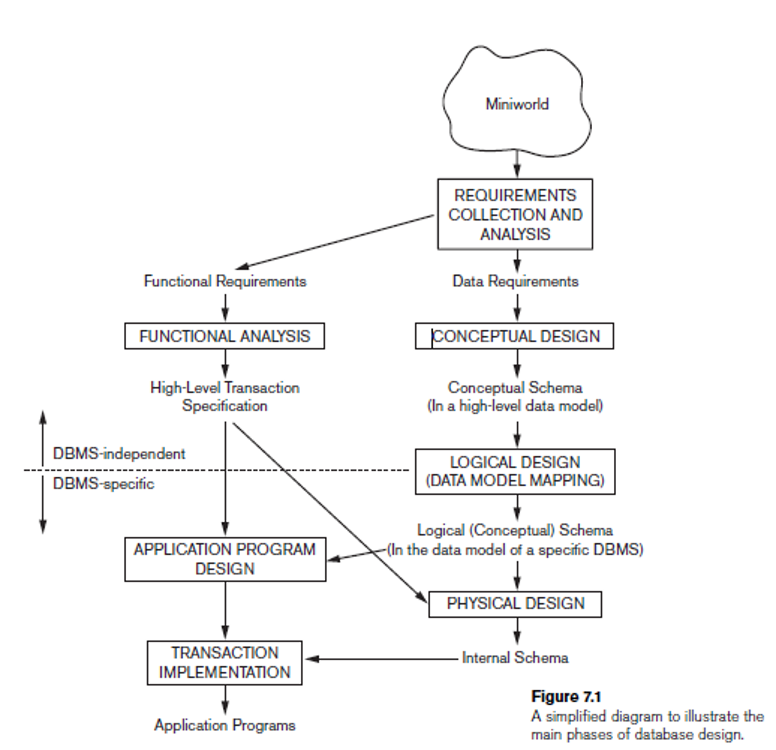 Miniworld
REQUIREMENTS
COLLECTION AND
ANALYSIS
Functional Requirements
Data Requirements
FUNCTIONAL ANALYSIS
CONCEPTUAL DESIGN
High-Level Transaction
Specification
Conceptual Schema
(In a high-level data model)
DBMS-independent
DBMS-specific
LOGICAL DESIGN
(DATA MODEL MAPPING)
Logical (Conceptual) Schema
(In the data model of a specific DBMS)
APPLICATION PROGRAM
DESIGN
PHYSICAL DESIGN
TRANSACTION
IMPLEMENTATION
Internal Schema
Application Programs
Figure 7.1
A simplified diagram to illustrate the
main phases of database design.